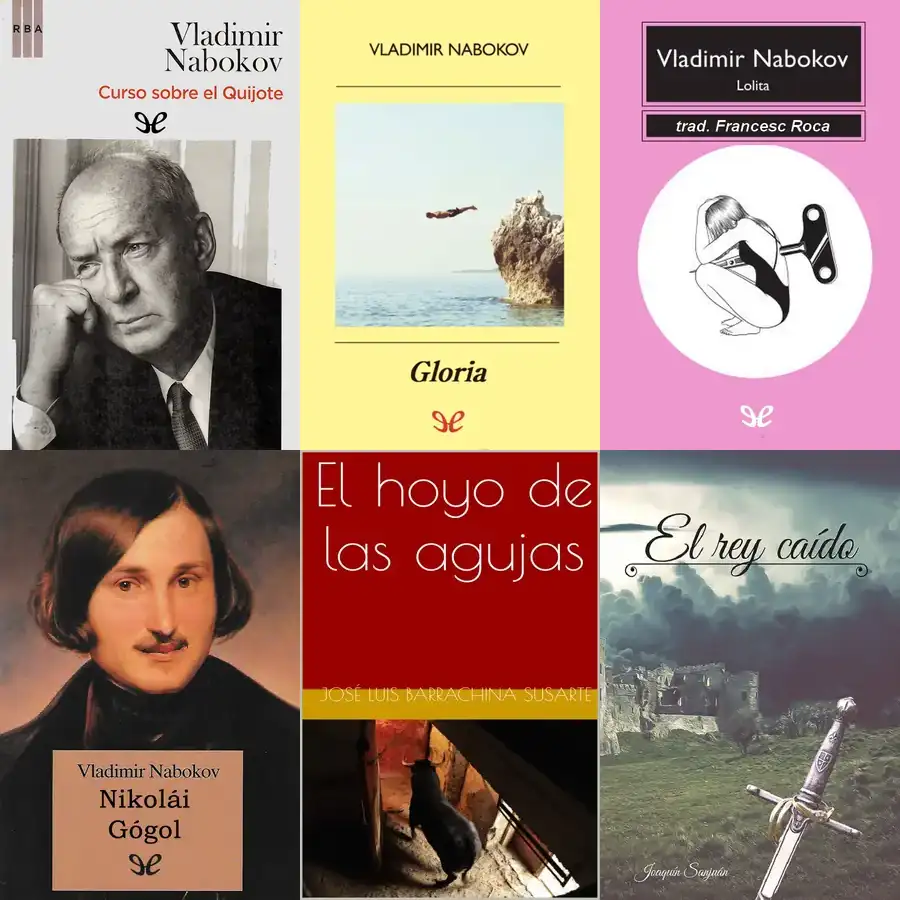 RBA
Vladimir
Nabokov
Curso sobre el Quijote
VLADIMIR NABOKOV
Gloria
Vladimir Nabokov
Lolita
trad. Francesc Roca
Vladimir Nabokov
Nikolái
Gógol
El hoyo de
las agujas
JOSÉ LUIS BARRACHINA SUSARTE
El rey caído
Joaquín Sanjuán